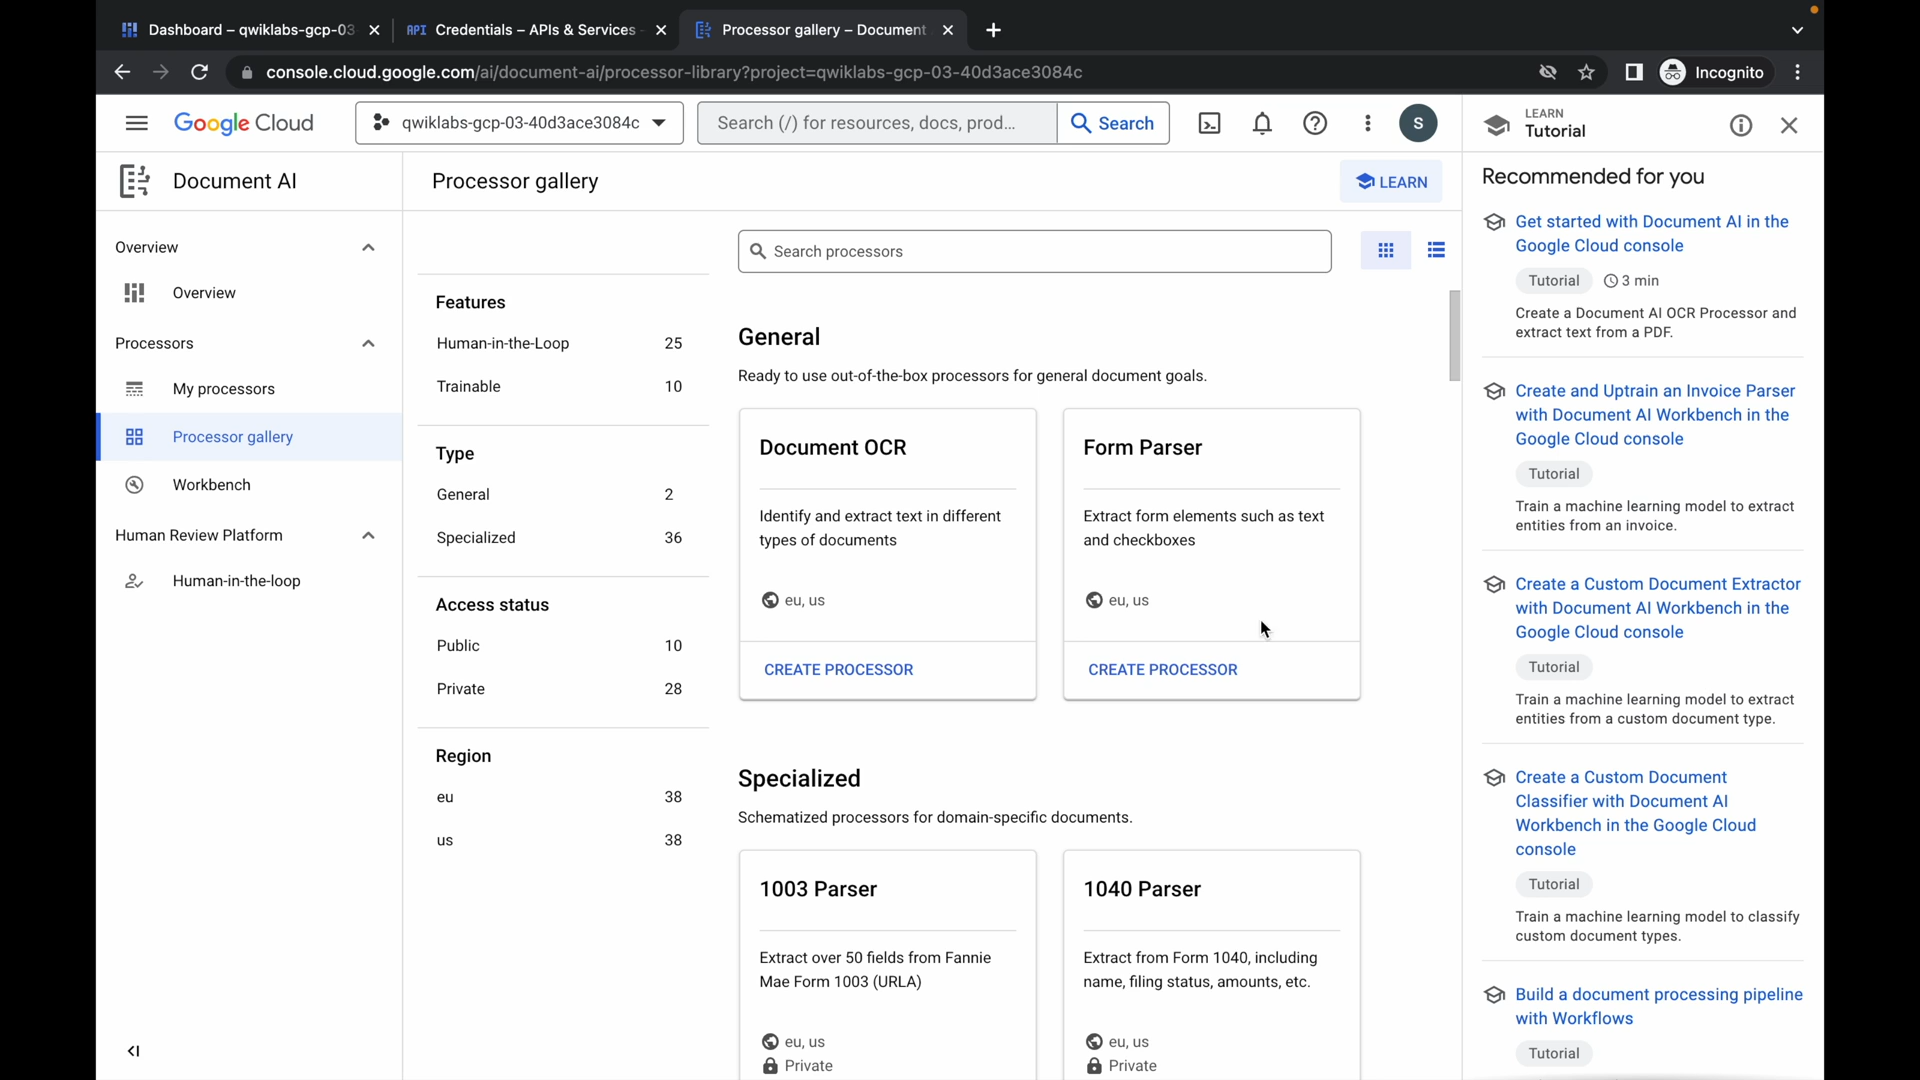 Dashboard – qwiklabs-gcp-03
API Credentials – APIs & Services
Processor gallery – Document
console.cloud.google.com/ai/document-ai/processor-library?project=qwiklabs-gcp-03-40d3ace3084c
Incognito
Google Cloud
qwiklabs-gcp-03-40d3ace3084c
Search (/) for resources, docs, prod...
Search
S
LEARN
Tutorial
Document AI
Processor gallery
LEARN
Overview
Overview
Processors
My processors
Processor gallery
Workbench
Human Review Platform
Human-in-the-loop
Features
Human-in-the-Loop 25
Trainable 10
Type
General 2
Specialized 36
Access status
Public 10
Private 28
Region
eu 38
us 38
Search processors
General
Ready to use out-of-the-box processors for general document goals.
Document OCR
Identify and extract text in different
types of documents
eu, us
CREATE PROCESSOR
Form Parser
Extract form elements such as text
and checkboxes
eu, us
CREATE PROCESSOR
Specialized
Schematized processors for domain-specific documents.
1003 Parser
Extract over 50 fields from Fannie
Mae Form 1003 (URLA)
eu, us
Private
1040 Parser
Extract from Form 1040, including
name, filing status, amounts, etc.
eu, us
Private
Recommended for you
Get started with Document AI in the
Google Cloud console
Tutorial 3 min
Create a Document AI OCR Processor and
extract text from a PDF.
Create and Uptrain an Invoice Parser
with Document AI Workbench in the
Google Cloud console
Tutorial
Train a machine learning model to extract
entities from an invoice.
Create a Custom Document Extractor
with Document AI Workbench in the
Google Cloud console
Tutorial
Train a machine learning model to extract
entities from a custom document type.
Create a Custom Document
Classifier with Document AI
Workbench in the Google Cloud
console
Tutorial
Train a machine learning model to classify
custom document types.
Build a document processing pipeline
with Workflows
Tutorial